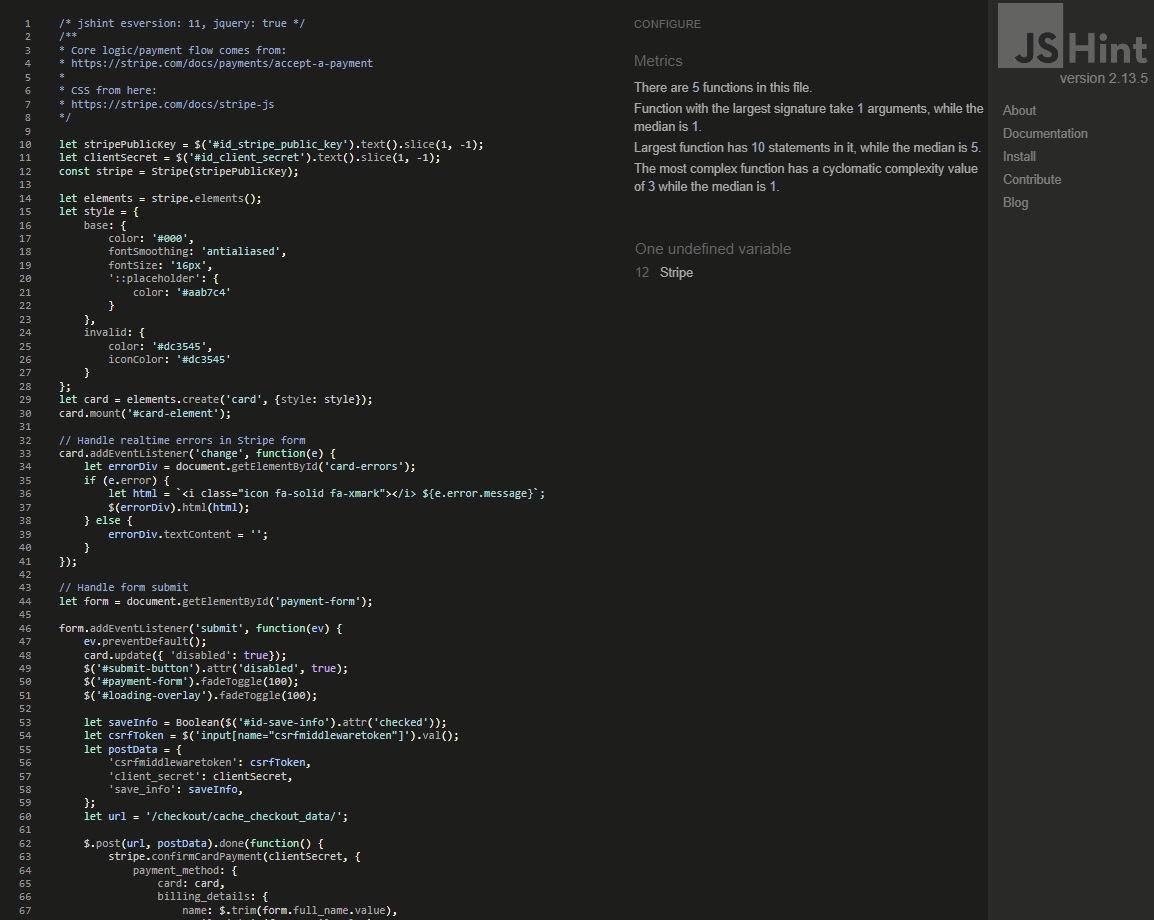 1 /* jshint esversion: 11, jquery: true */
2 /**
3 * Core logic/payment flow comes from:
4 * https://stripe.com/docs/payments/accept-a-payment
5 *
6 * CSS from here:
7 * https://stripe.com/docs/stripe-js
8 */
9
10 let stripePublicKey = $('#id_stripe_public_key').text().slice(1, -1);
11 let clientSecret = $('#id_client_secret').text().slice(1, -1);
12 const stripe = Stripe(stripePublicKey);
13
14 let elements = stripe.elements();
15 let style = {
16 base: {
17 color: '#000',
18 fontSmoothing: 'antialiased',
19 fontSize: '16px',
20 '::placeholder': {
21 color: '#aab7c4'
22 }
23 },
24 invalid: {
25 color: '#dc3545',
26 iconColor: '#dc3545'
27 }
28 };
29 let card = elements.create('card', {style: style});
30 card.mount('#card-element');
31
32 // Handle realtime errors in Stripe form
33 card.addEventListener('change', function(e) {
34 let errorDiv = document.getElementById('card-errors');
35 if (e.error) {
36 let html = `<i class="icon fa-solid fa-xmark"></i> ${e.error.message}`;
37 $(errorDiv).html(html);
38 } else {
39 errorDiv.textContent = '';
40 }
41 });
42
43 // Handle form submit
44 let form = document.getElementById('payment-form');
45
46 form.addEventListener('submit', function(ev) {
47 ev.preventDefault();
48 card.update({ 'disabled': true});
49 $('#submit-button').attr('disabled', true);
50 $('#payment-form').fadeToggle(100);
51 $('#loading-overlay').fadeToggle(100);
52
53 let saveInfo = Boolean($('#id-save-info').attr('checked'));
54 let csrfToken = $('input[name="csrfmiddlewaretoken"]').val();
55 let postData = {
56 'csrfmiddlewaretoken': csrfToken,
57 'client_secret': clientSecret,
58 'save_info': saveInfo,
59 };
60 let url = '/checkout/cache_checkout_data/';
61
62 $.post(url, postData).done(function() {
63 stripe.confirmCardPayment(clientSecret, {
64 payment_method: {
65 card: card,
66 billing_details: {
67 name: $.trim(form.full_name.value),
CONFIGURE
Metrics
There are 5 functions in this file.
Function with the largest signature take 1 arguments, while the
median is 1.
Largest function has 10 statements in it, while the median is 5.
The most complex function has a cyclomatic complexity value
of 3 while the median is 1.
One undefined variable
12 Stripe
JSHint
version 2.13.5
About
Documentation
Install
Contribute
Blog